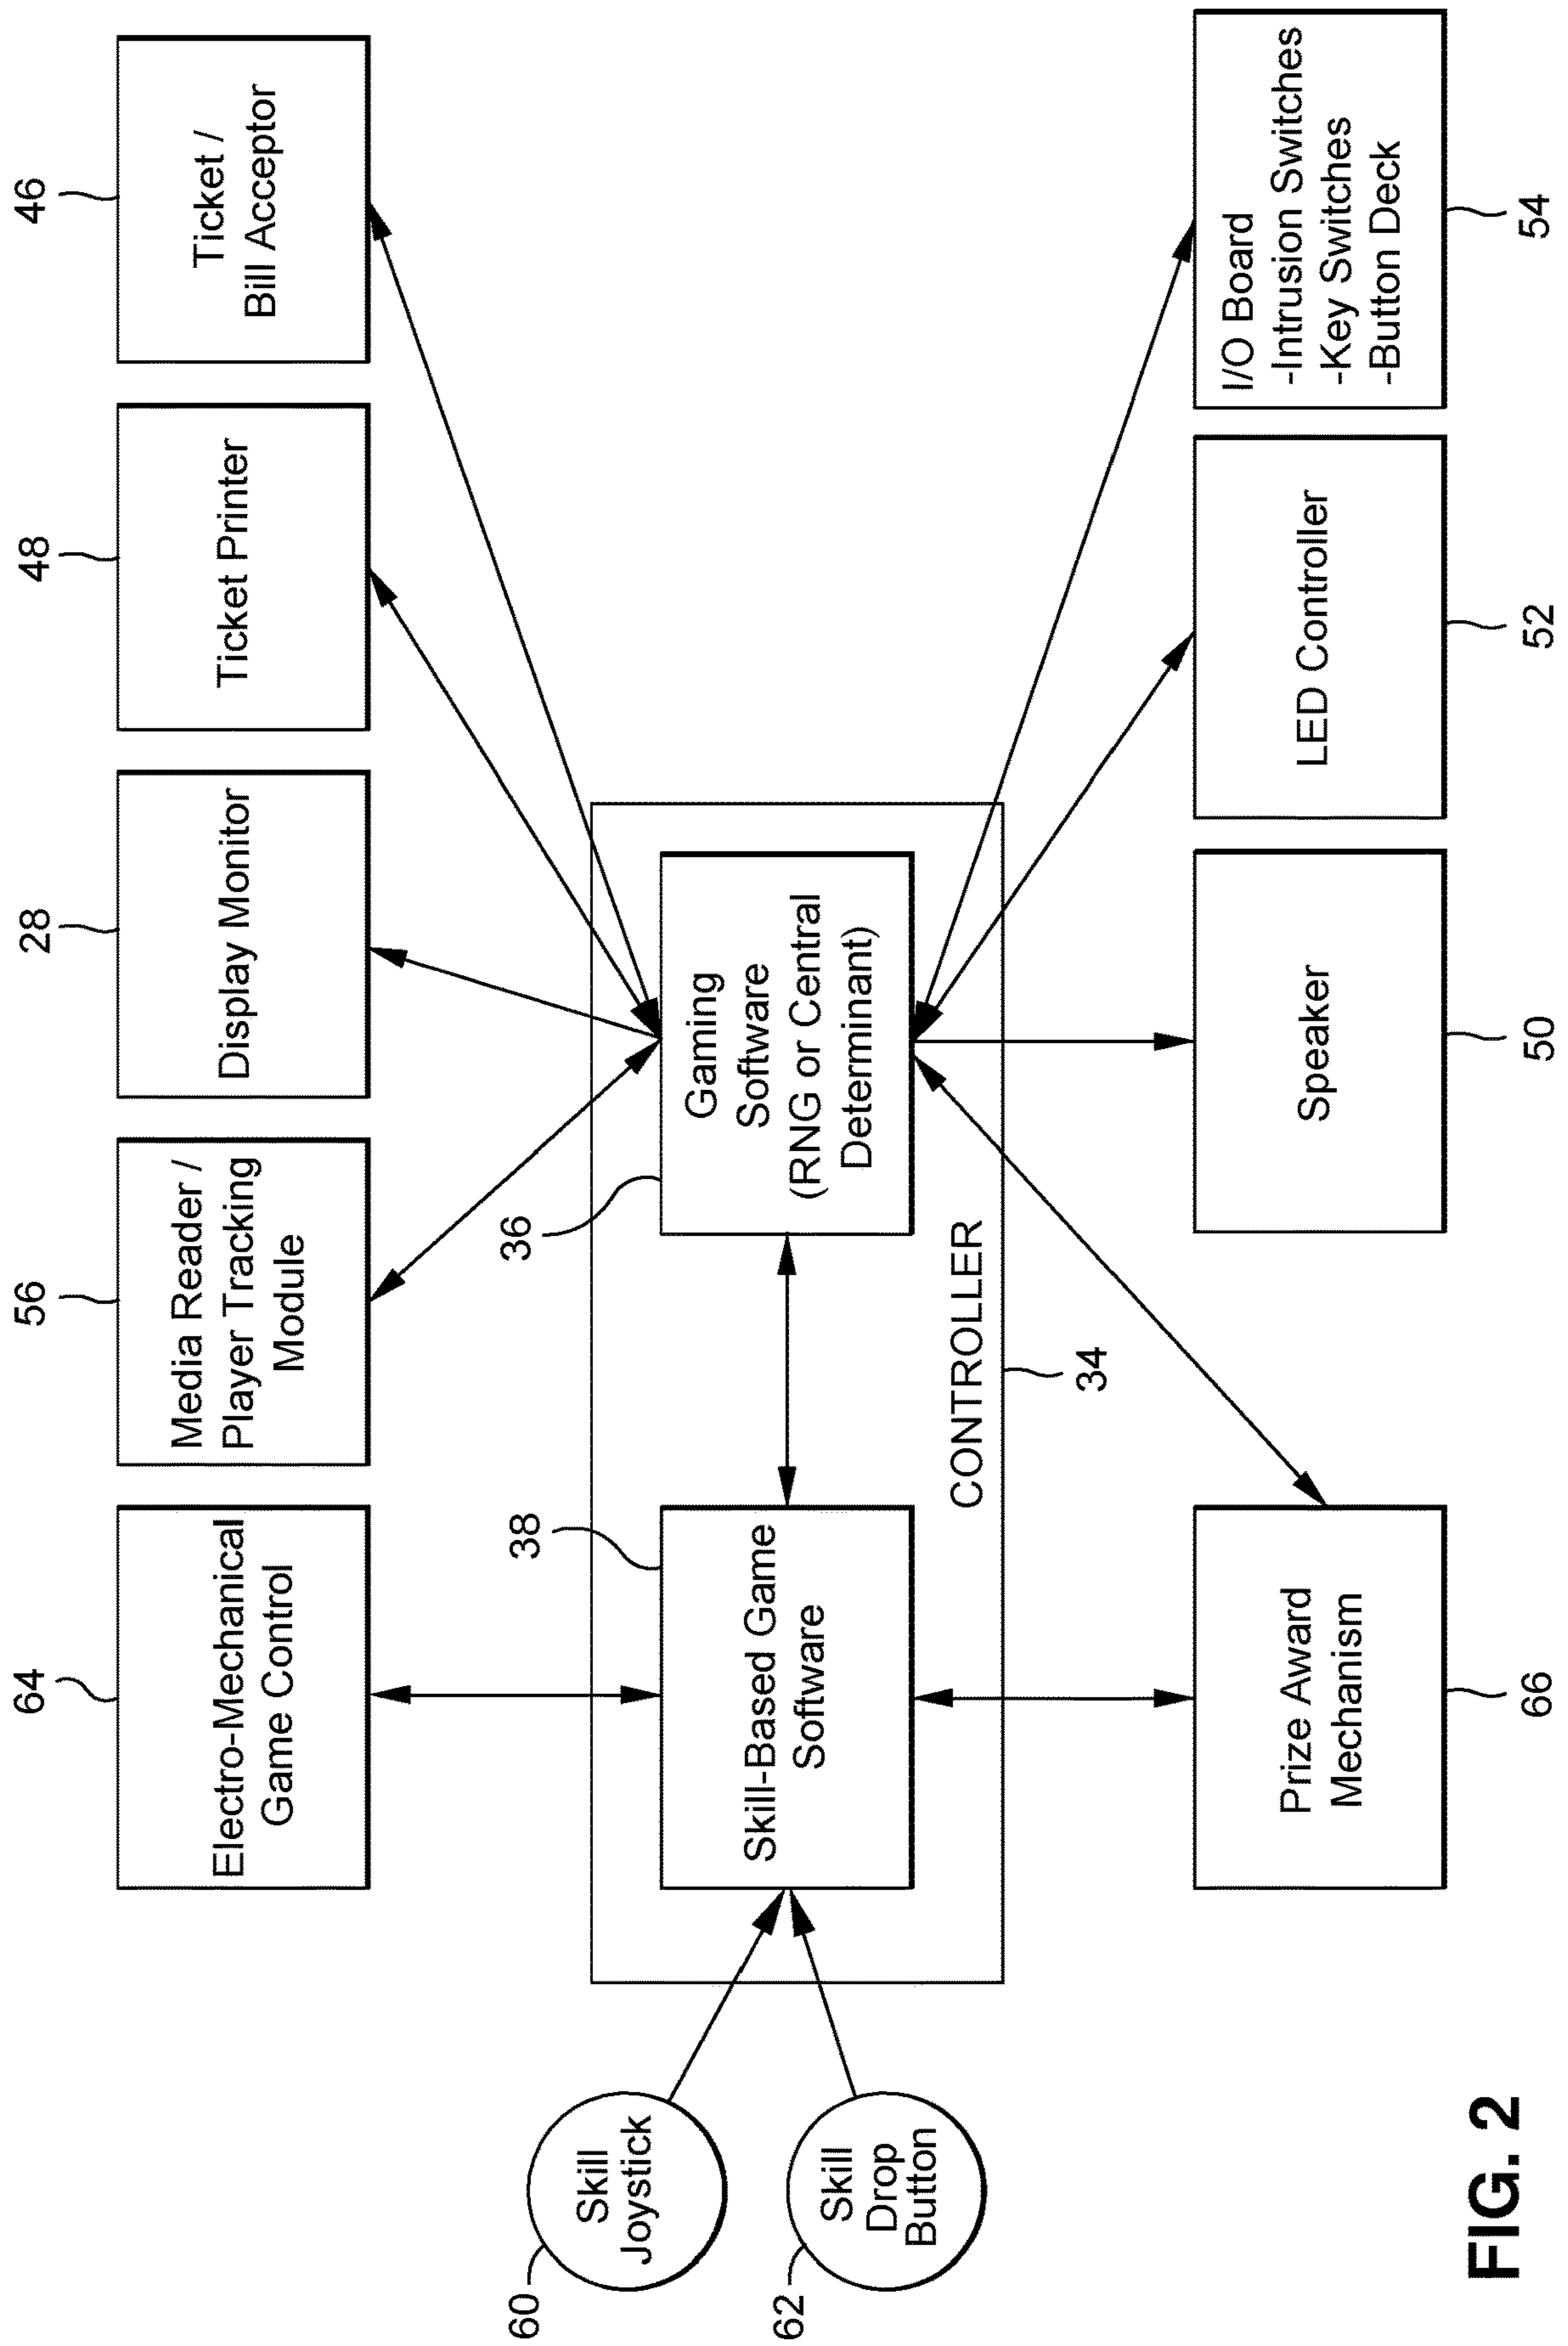 64
56
28
48
46
Electro-Mechanical
Game Control
Media Reader /
Player Tracking
Module
Display Monitor
Ticket Printer
Ticket /
Bill Acceptor
60
Skill
Joystick
62
Skill
Drop
Button
38
Skill-Based Game
Software
36
Gaming
Software
(RNG or Central
Determinant)
CONTROLLER
34
Prize Award
Mechanism
Speaker
LED Controller
I/O Board
-Intrusion Switches
-Key Switches
-Button Deck
66
50
52
54
FIG. 2